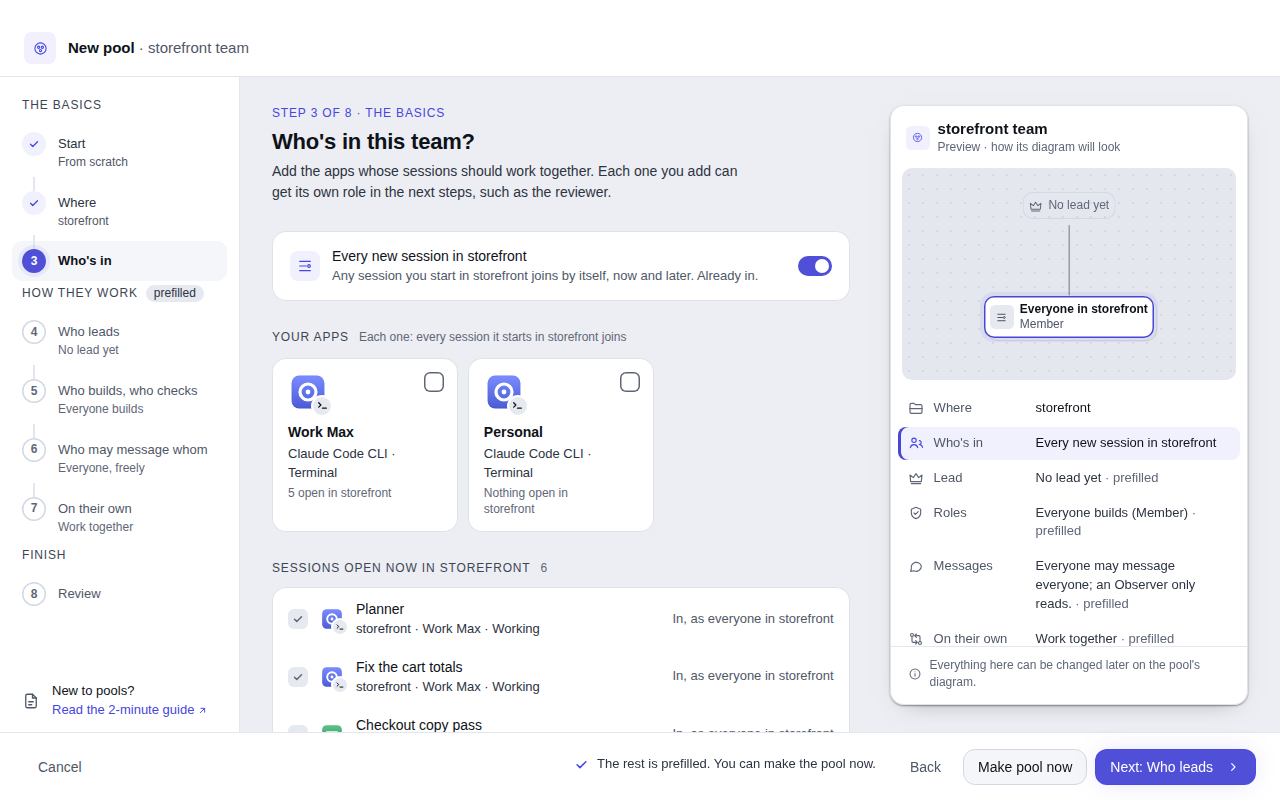 New pool · storefront team
THE BASICS
Start
From scratch
Where
storefront
3
Who's in
HOW THEY WORK prefilled
4
Who leads
No lead yet
5
Who builds, who checks
Everyone builds
6
Who may message whom
Everyone, freely
7
On their own
Work together
FINISH
8
Review
New to pools?
Read the 2-minute guide
STEP 3 OF 8 · THE BASICS
Who's in this team?
Add the apps whose sessions should work together. Each one you add can
get its own role in the next steps, such as the reviewer.
Every new session in storefront
Any session you start in storefront joins by itself, now and later. Already in.
YOUR APPS Each one: every session it starts in storefront joins
Work Max
Claude Code CLI ·
Terminal
5 open in storefront
Personal
Claude Code CLI ·
Terminal
Nothing open in
storefront
SESSIONS OPEN NOW IN STOREFRONT 6
Planner
storefront · Work Max · Working
In, as everyone in storefront
Fix the cart totals
storefront · Work Max · Working
In, as everyone in storefront
Checkout copy pass
In, as everyone in storefront
storefront team
Preview · how its diagram will look
No lead yet
Everyone in storefront
Member
Where storefront
Who's in Every new session in storefront
Lead No lead yet · prefilled
Roles Everyone builds (Member) ·
prefilled
Messages Everyone may message
everyone; an Observer only
reads. · prefilled
On their own Work together · prefilled
Everything here can be changed later on the pool's
diagram.
Cancel
The rest is prefilled. You can make the pool now.
Back
Make pool now
Next: Who leads